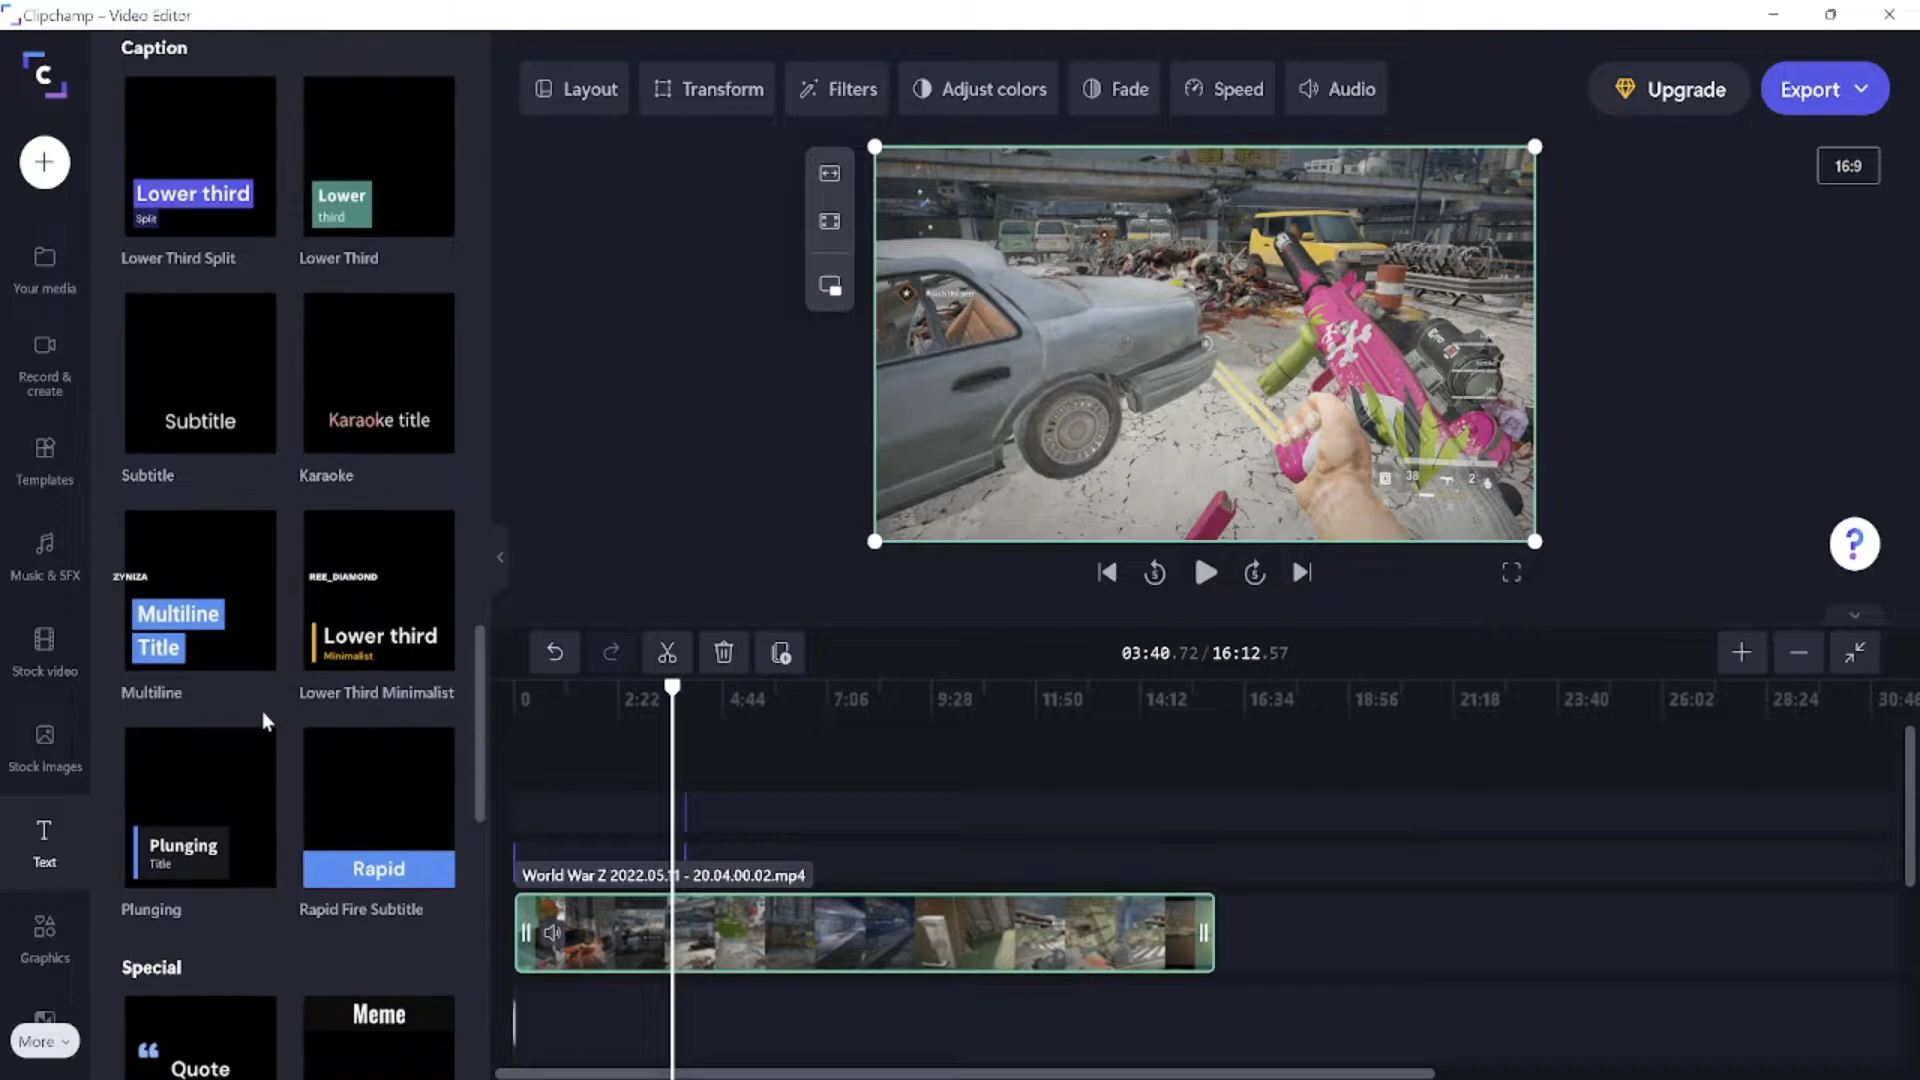 Clipchamp – Video Editor
Caption
Layout
Transform
Filters
Adjust colors
Fade
Speed
Audio
Upgrade
Export
16:9
Lower third
Split
Lower
third
Lower Third Split
Lower Third
Your media
Record &
create
Subtitle
Karaoke title
Subtitle
Karaoke
Templates
38
2
ZYNIZA
REE_DIAMOND
Multiline
Title
Lower third
Minimalist
Music & SFX
5
5
?
Stock video
Multiline
Lower Third Minimalist
03:40.72 / 16:12.57
0
2:22
4:44
7:06
9:28
11:50
14:12
16:34
18:56
21:18
23:40
26:02
28:24
30:46
Stock images
Plunging
Title
Rapid
Text
World War Z 2022.05.11 - 20.04.00.02.mp4
Plunging
Rapid Fire Subtitle
Graphics
Special
Meme
“
Quote
More